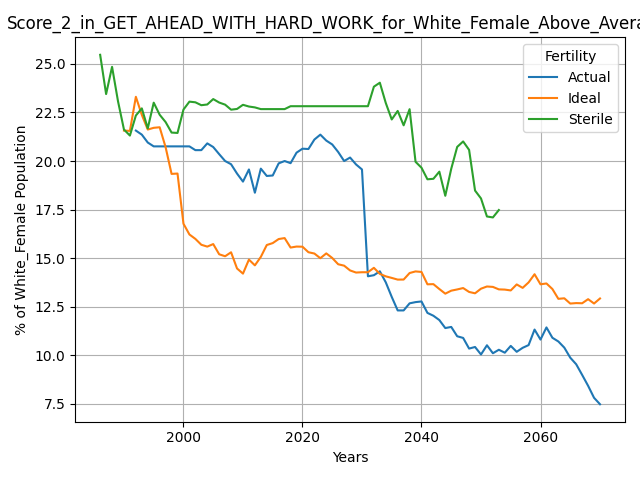 Score_2_in_GET_AHEAD_WITH_HARD_WORK_for_White_Female_Above_Avera
Fertility
Actual
Ideal
Sterile
% of White_Female Population
25.0
22.5
20.0
17.5
15.0
12.5
10.0
7.5
2000 2020 2040 2060
Years